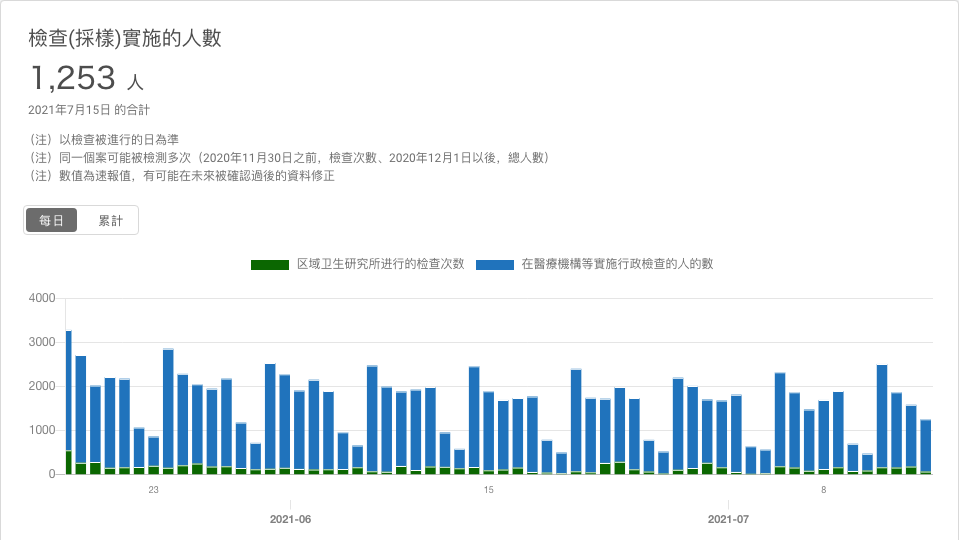 檢查(採樣)實施的人數
1,253 人
2021年7月15日 的合計
（注）以檢查被進行的日為準
（注）同一個案可能被檢測多次（2020年11月30日之前，檢查次數、2020年12月1日以後，總人數）
（注）數值為速報值，有可能在未來被確認過後的資料修正
每日 累計
区域卫生研究所进行的检查次数 在醫療機構等實施行政檢查的人的數
4000
3000
2000
1000
0
23 15 8
2021-06 2021-07